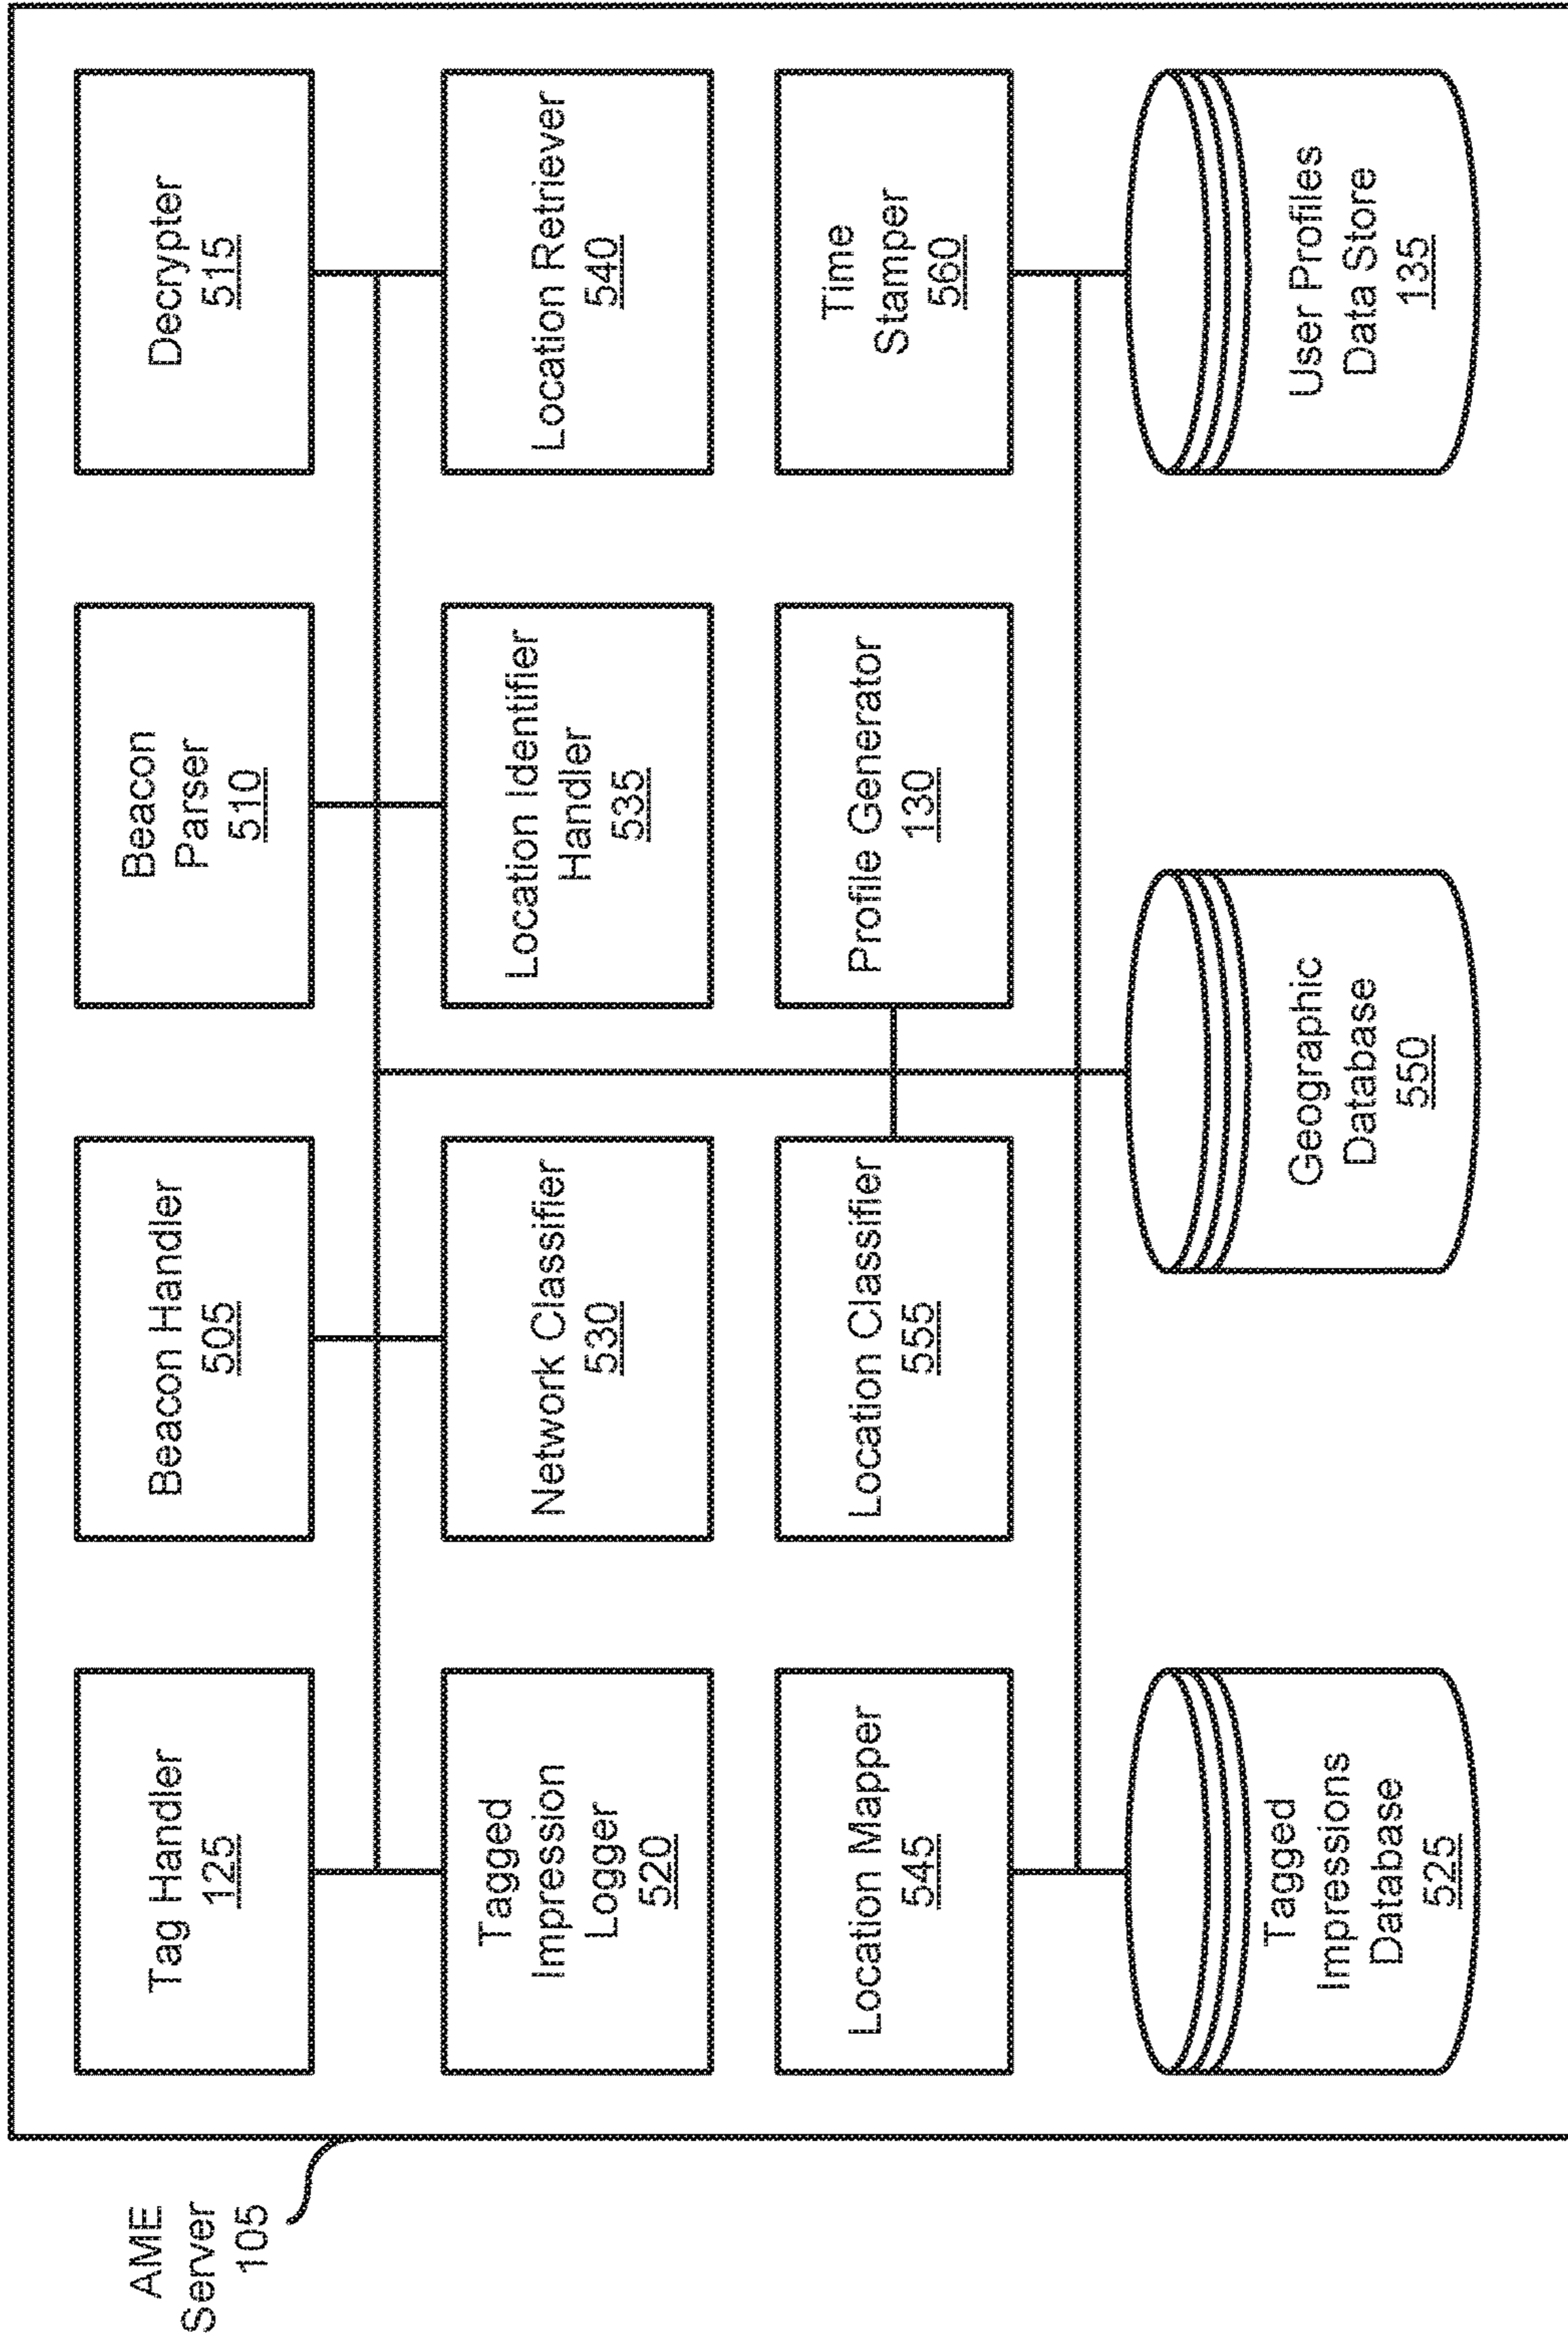 AME
Server
105
Tag Handler
125
Beacon Handler
505
Beacon
Parser
510
Decrypter
515
Tagged
Impression
Logger
520
Network Classifier
530
Location Identifier
Handler
535
Location Retriever
540
Location Mapper
545
Location Classifier
555
Profile Generator
130
Time
Stamper
560
Tagged
Impressions
Database
525
Geographic
Database
550
User Profiles
Data Store
135